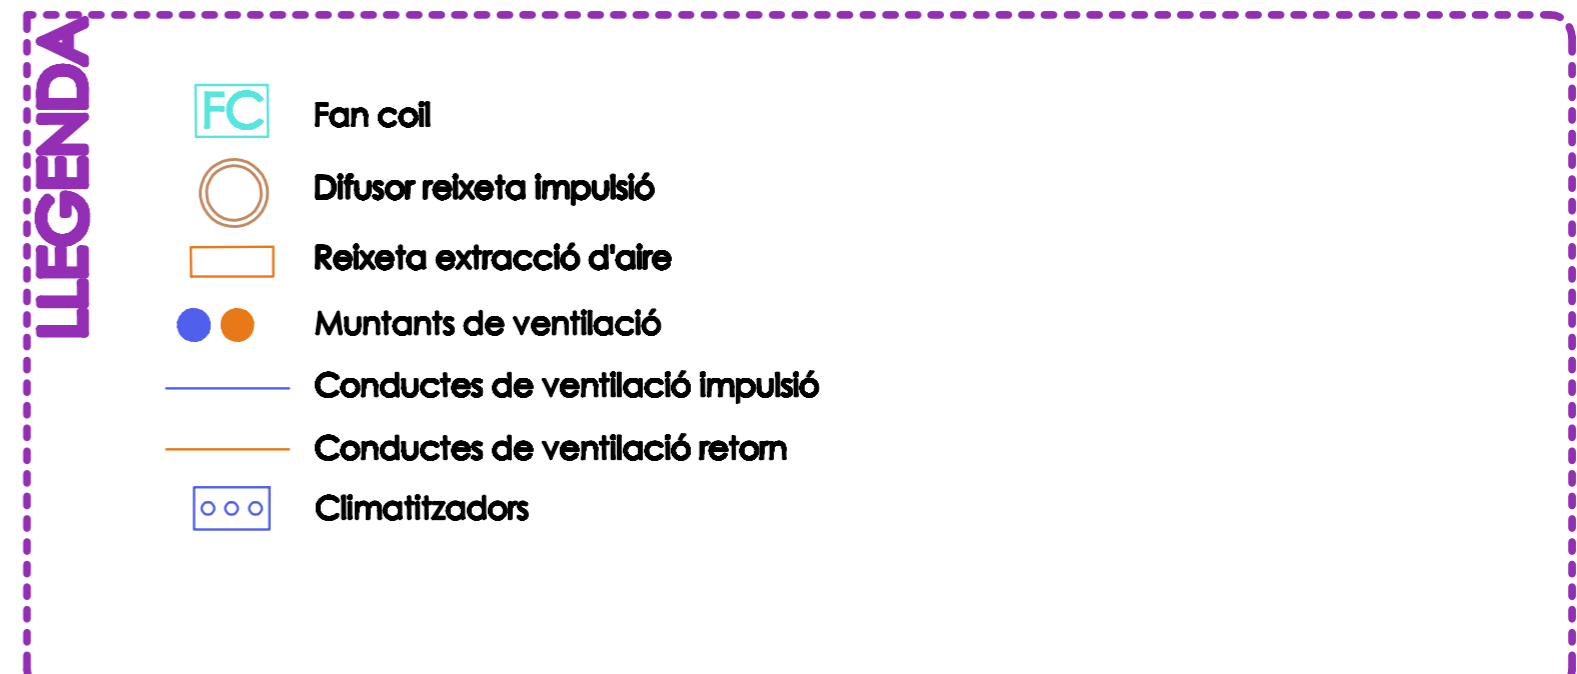 LLEGENDA
FC Fan coil
Difusor reixeta impulsió
Reixeta extracció d'aire
Muntants de ventilació
Conductes de ventilació impulsió
Conductes de ventilació retorn
Climatitzadors